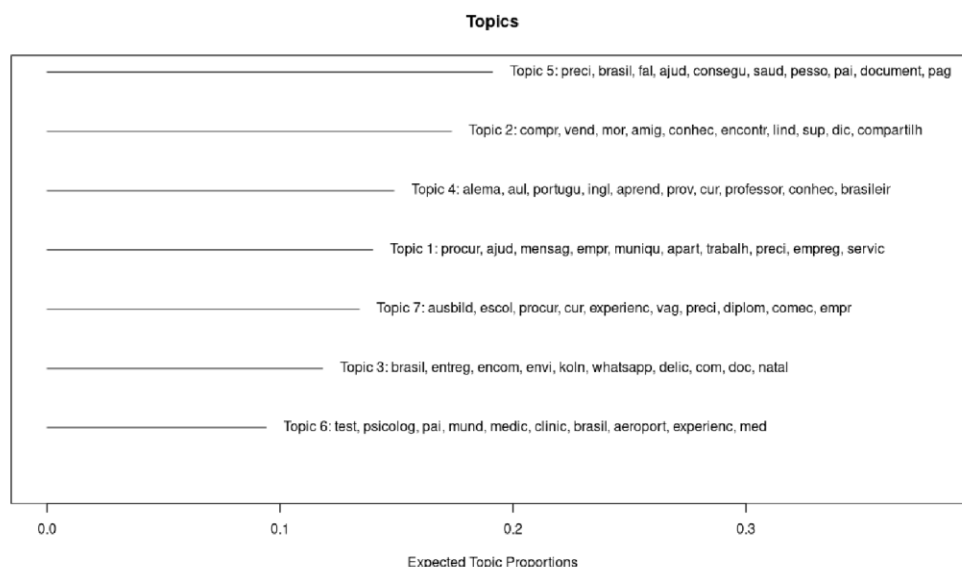 Topics
Topic 5: preci, brasil, fal, ajud, consegu, saud, pesso, pai, document, pag
Topic 2: compr, vend, mor, amig, conhec, encontr, lind, sup, dic, compartilh
Topic 4: alema, aul, portugu, ingl, aprend, prov, cur, professor, conhec, brasileir
Topic 1: procur, ajud, mensag, empr, muniqu, apart, trabalh, preci, empreg, servic
Topic 7: ausbild, escol, procur, cur, experienc, vag, preci, diplom, comec, empr
Topic 3: brasil, entreg, encom, envi, koln, whatsapp, delic, com, doc, natal
Topic 6: test, psicolog, pai, mund, medic, clinic, brasil, aeroport, experienc, med
0.0 0.1 0.2 0.3
Expected Topic Proportions